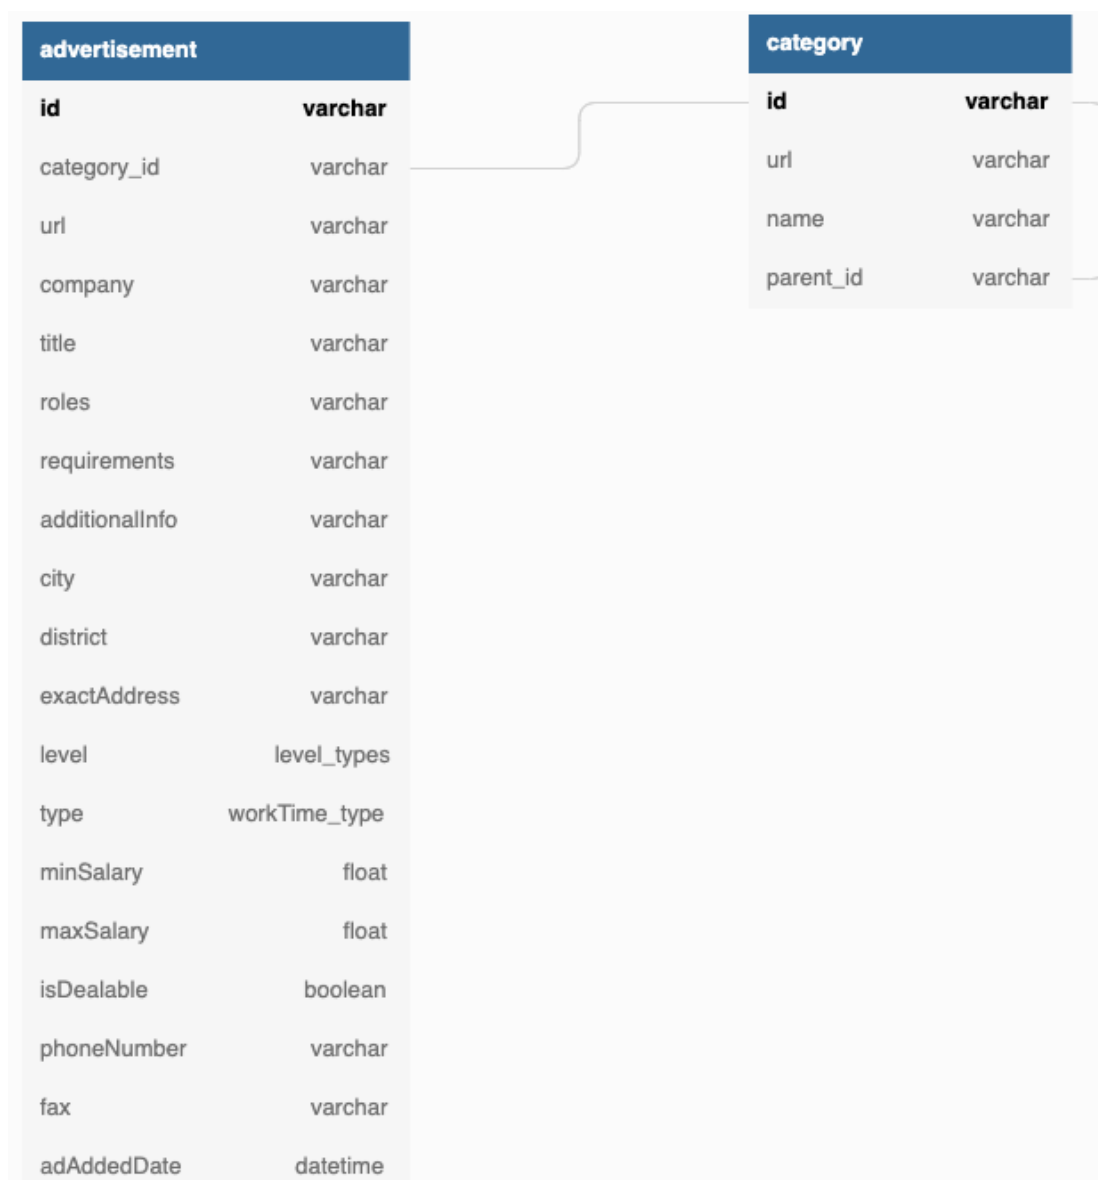 advertisement
id varchar
category_id varchar
url varchar
company varchar
title varchar
roles varchar
requirements varchar
additionalInfo varchar
city varchar
district varchar
exactAddress varchar
level level_types
type workTime_type
minSalary float
maxSalary float
isDealable boolean
phoneNumber varchar
fax varchar
adAddedDate datetime
category
id varchar
url varchar
name varchar
parent_id varchar